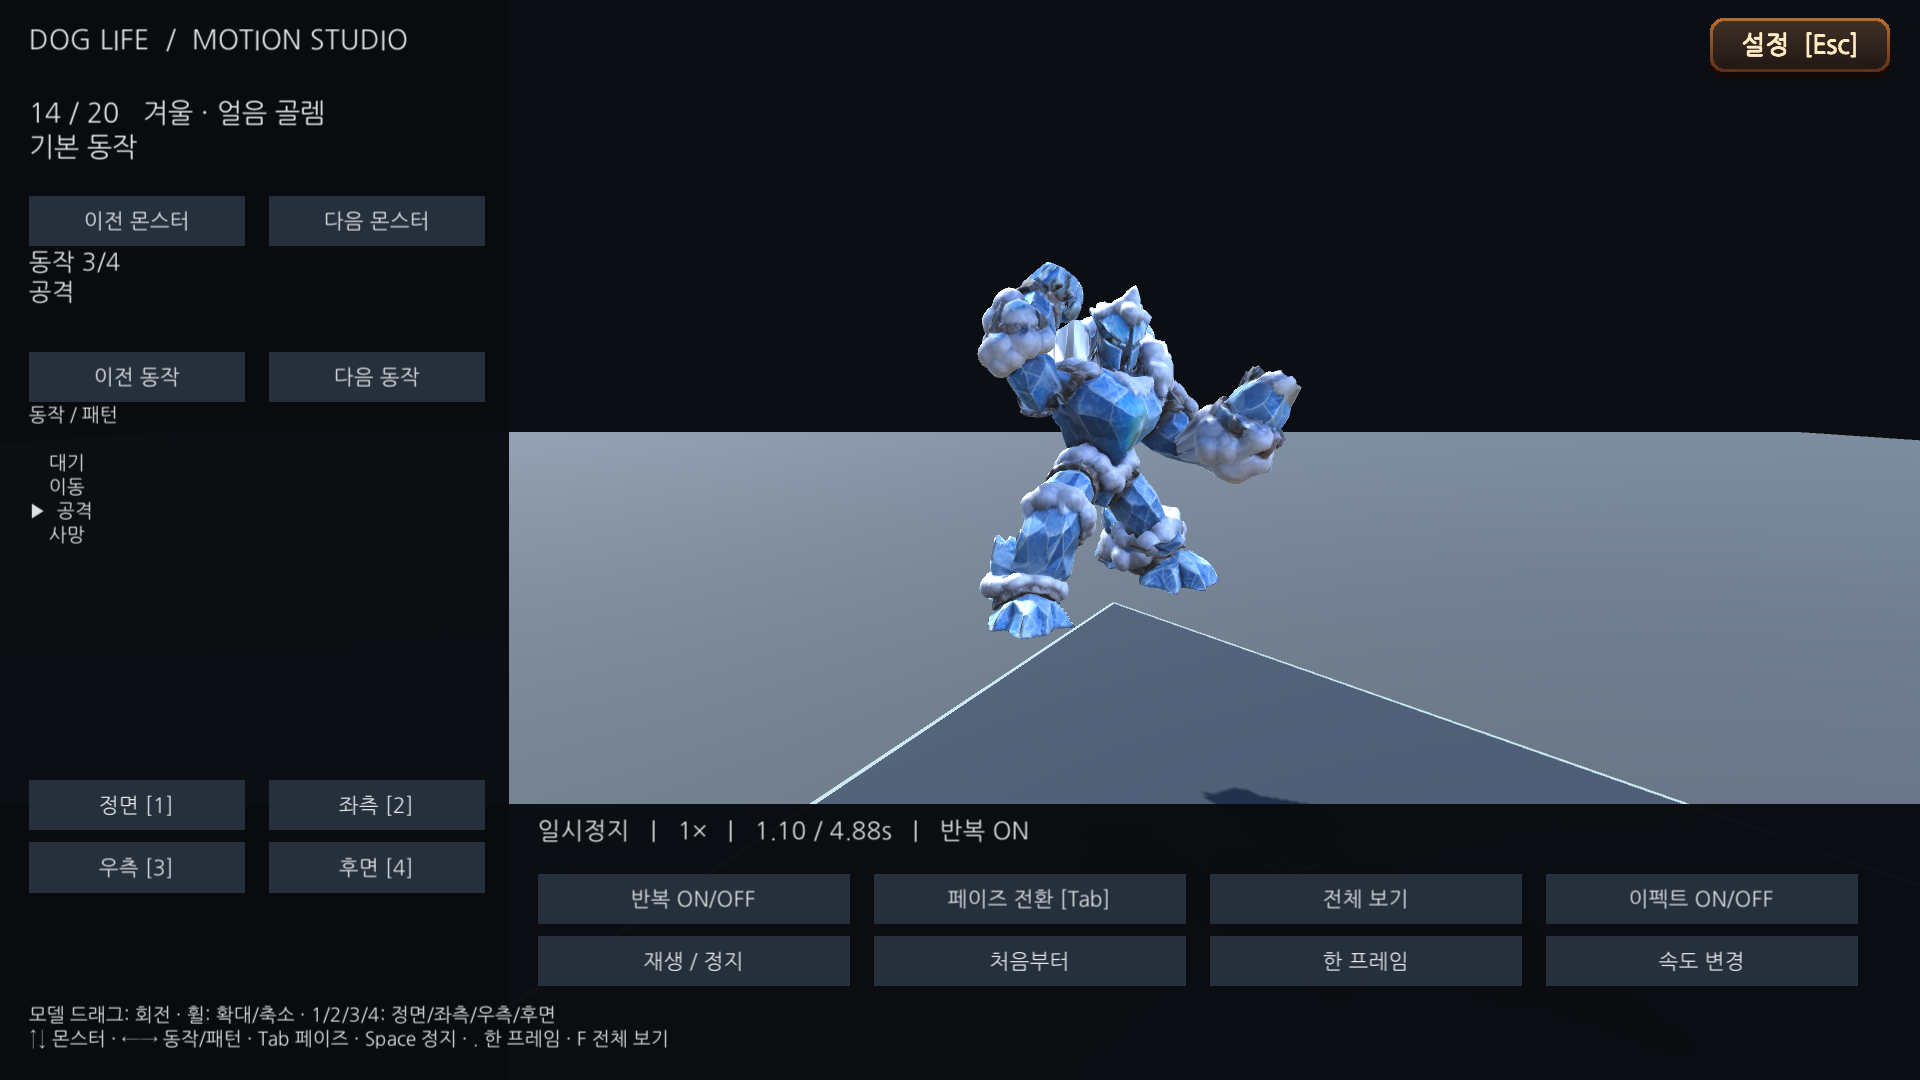 DOG LIFE / MOTION STUDIO
설정 [Esc]
14 / 20 겨울 · 얼음 골렘
기본 동작
이전 몬스터 다음 몬스터
동작 3/4
공격
이전 동작 다음 동작
동작 / 패턴
대기
이동
▶ 공격
사망
정면 [1] 좌측 [2]
우측 [3] 후면 [4]
일시정지 | 1× | 1.10 / 4.88s | 반복 ON
반복 ON/OFF 페이즈 전환 [Tab] 전체 보기 이펙트 ON/OFF
재생 / 정지 처음부터 한 프레임 속도 변경
모델 드래그: 회전 · 휠: 확대/축소 · 1/2/3/4: 정면/좌측/우측/후면
↑↓ 몬스터 · ←→ 동작/패턴 · Tab 페이즈 · Space 정지 · . 한 프레임 · F 전체 보기